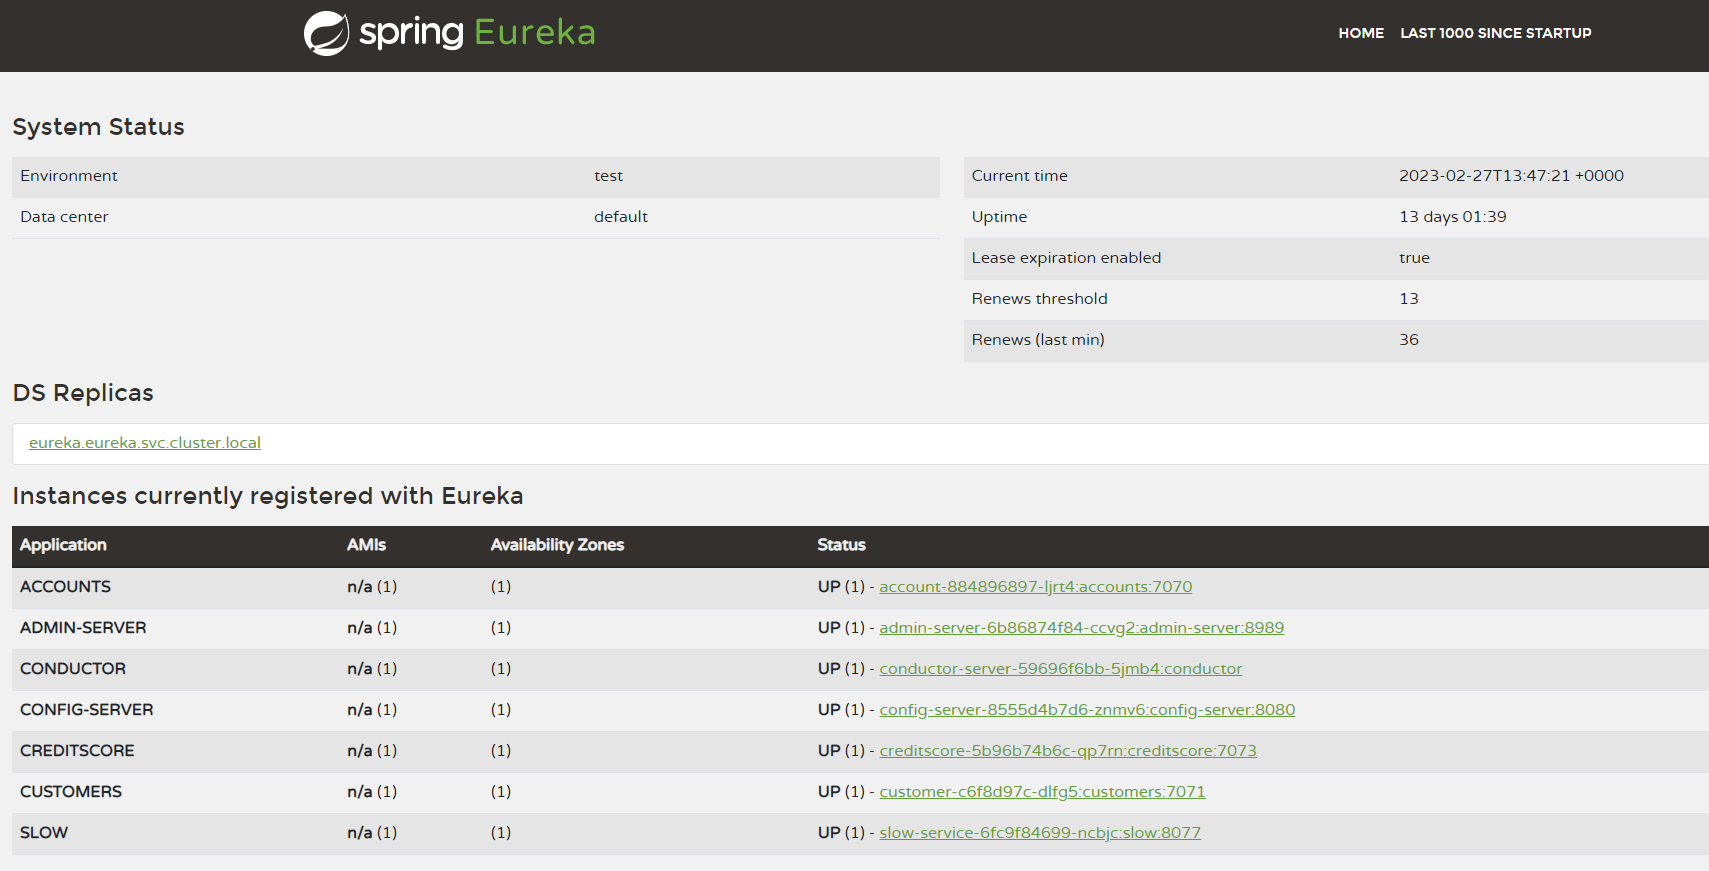 spring Eureka
HOME LAST 1000 SINCE STARTUP
System Status
Environment test
Data center default
Current time 2023-02-27T13:47:21 +0000
Uptime 13 days 01:39
Lease expiration enabled true
Renews threshold 13
Renews (last min) 36
DS Replicas
eureka.eureka.svc.cluster.local
Instances currently registered with Eureka
Application AMIs Availability Zones Status
ACCOUNTS n/a (1) (1) UP (1) - account-884896897-ljrt4:accounts:7070
ADMIN-SERVER n/a (1) (1) UP (1) - admin-server-6b86874f84-ccvg2:admin-server:8989
CONDUCTOR n/a (1) (1) UP (1) - conductor-server-59696f6bb-5jmb4:conductor
CONFIG-SERVER n/a (1) (1) UP (1) - config-server-8555d4b7d6-znmv6:config-server:8080
CREDITSCORE n/a (1) (1) UP (1) - creditscore-5b96b74b6c-qp7rn:creditscore:7073
CUSTOMERS n/a (1) (1) UP (1) - customer-c6f8d97c-dlfg5:customers:7071
SLOW n/a (1) (1) UP (1) - slow-service-6fc9f84699-ncbjc:slow:8077